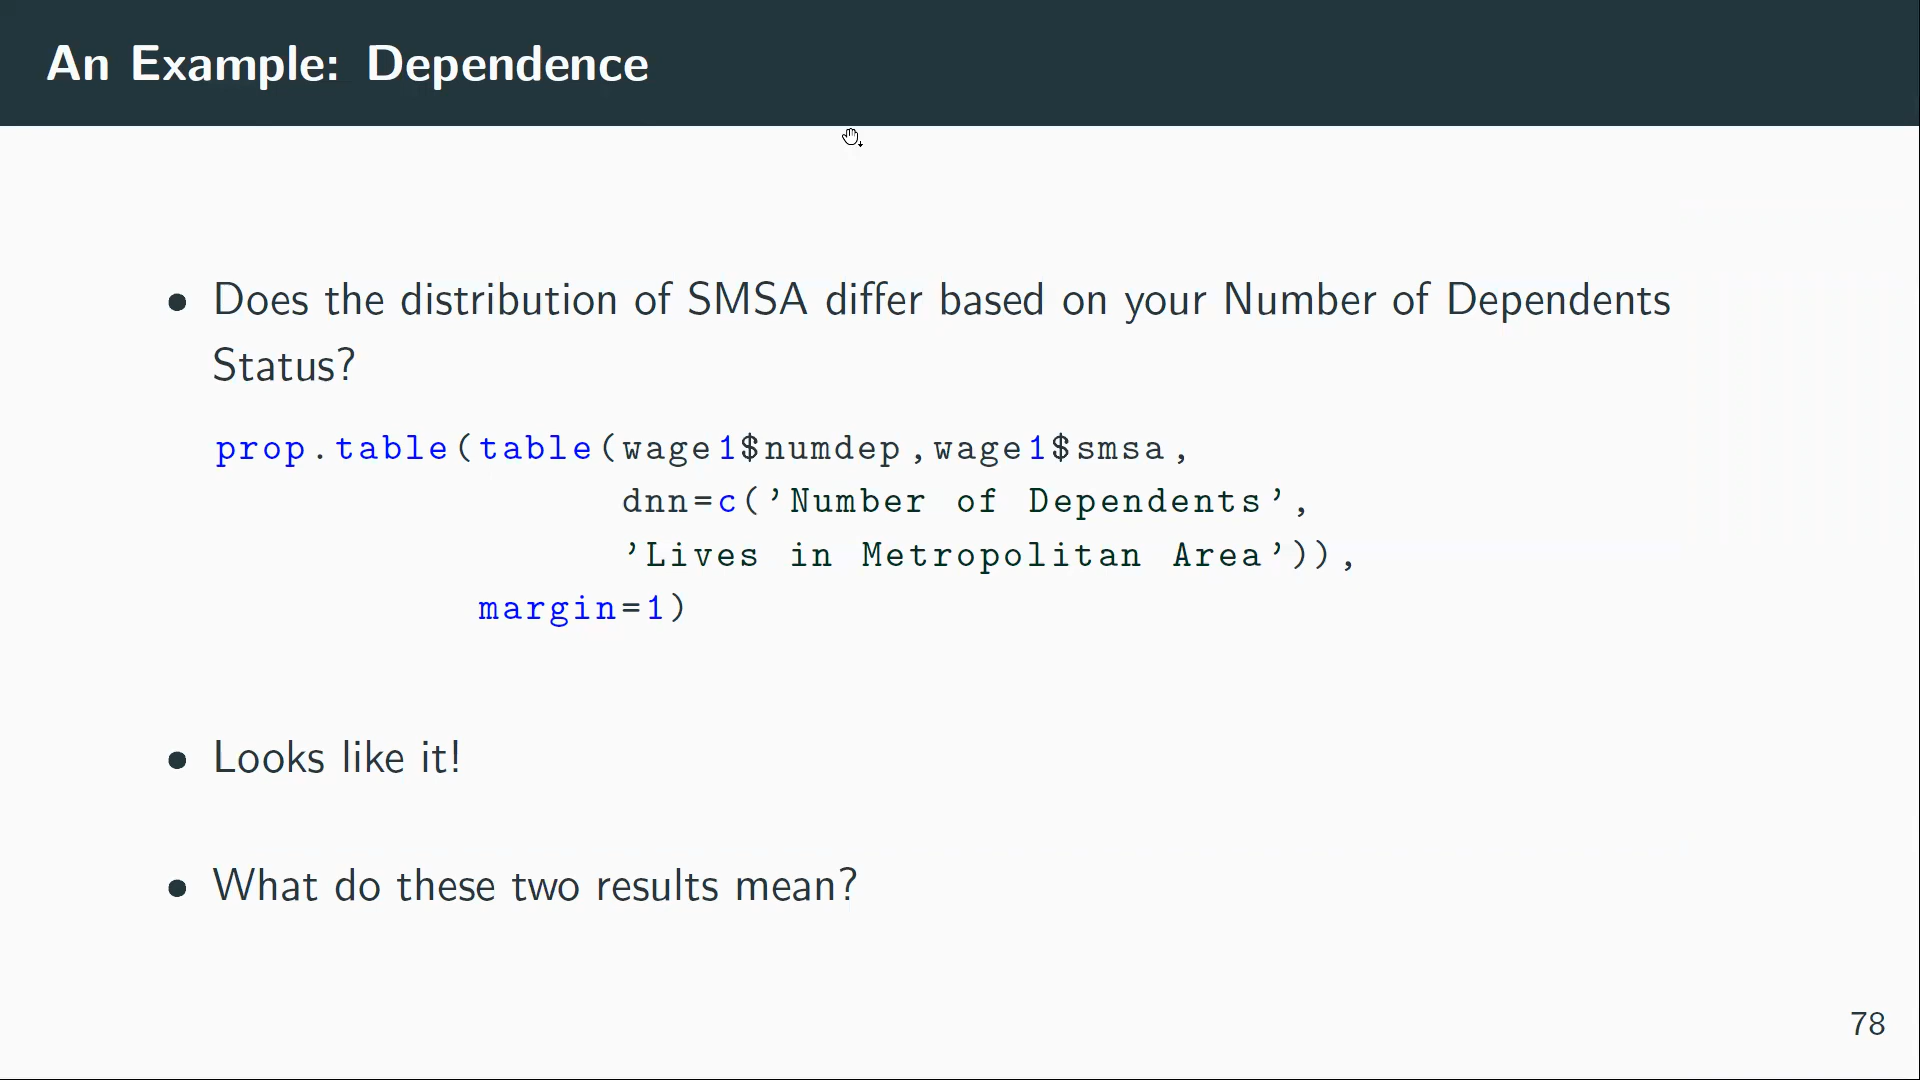 An Example: Dependence
• Does the distribution of SMSA differ based on your Number of Dependents
Status?
prop.table(table(wage1$numdep,wage1$smsa,
dnn=c('Number of Dependents',
'Lives in Metropolitan Area')),
margin=1)
• Looks like it!
• What do these two results mean?
78